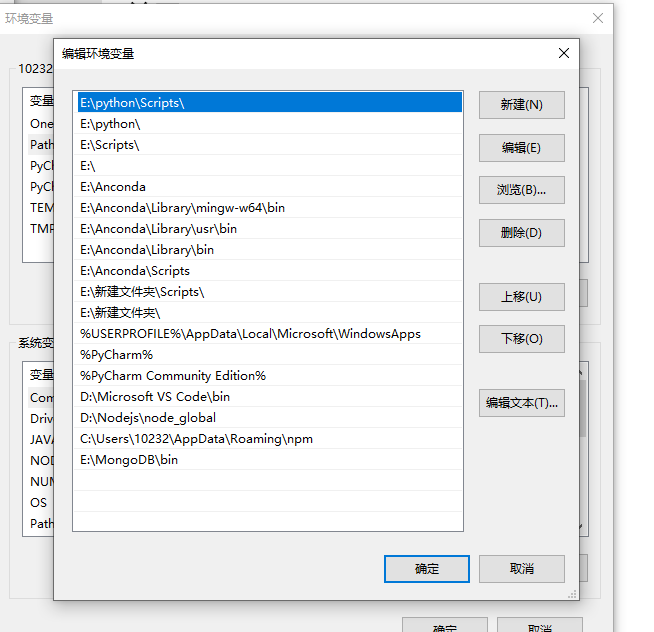 环境变量
编辑环境变量
10232
变量
One
Path
PyCh
PyCh
TEM
TMP
E:\python\Scripts\
E:\python\
E:\Scripts\
E:\
E:\Anconda
E:\Anconda\Library\mingw-w64\bin
E:\Anconda\Library\usr\bin
E:\Anconda\Library\bin
E:\Anconda\Scripts
E:\新建文件夹\Scripts\
E:\新建文件夹\
%USERPROFILE%\AppData\Local\Microsoft\WindowsApps
%PyCharm%
%PyCharm Community Edition%
D:\Microsoft VS Code\bin
D:\Nodejs\node_global
C:\Users\10232\AppData\Roaming\npm
E:\MongoDB\bin
新建(N)
编辑(E)
浏览(B)...
删除(D)
上移(U)
下移(O)
编辑文本(T)...
系统变
变量
Com
Driv
JAVA
NOD
NUM
OS
Path
确定
取消
确定
取消